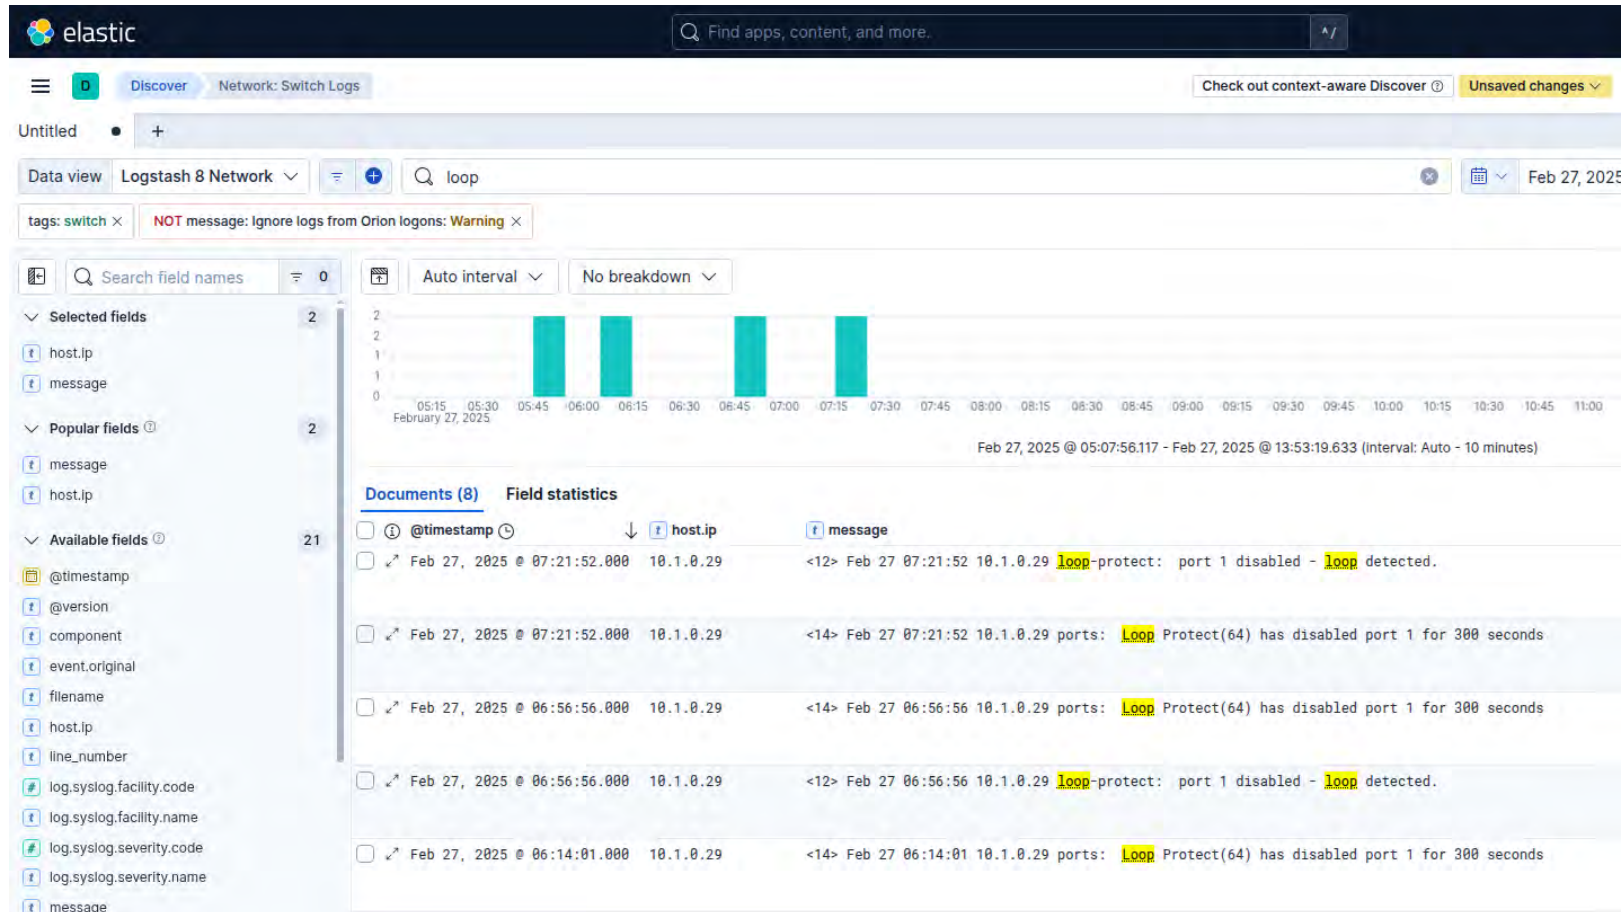 elastic
Find apps, content, and more.
^/
D
Discover
Network: Switch Logs
Check out context-aware Discover
Unsaved changes
Untitled
+
Data view
Logstash 8 Network
loop
Feb 27, 2025
tags: switch ×
NOT message: Ignore logs from Orion logons: Warning ×
Search field names
0
Auto interval
No breakdown
Selected fields
2
t host.ip
t message
Popular fields
2
t message
t host.ip
Available fields
21
@timestamp
t @version
t component
t event.original
t filename
t host.ip
t line_number
# log.syslog.facility.code
t log.syslog.facility.name
# log.syslog.severity.code
t log.syslog.severity.name
t message
2
2
1
1
0
05:15 05:30 05:45 06:00 06:15 06:30 06:45 07:00 07:15 07:30 07:45 08:00 08:15 08:30 08:45 09:00 09:15 09:30 09:45 10:00 10:15 10:30 10:45 11:00
February 27, 2025
Feb 27, 2025 @ 05:07:56.117 - Feb 27, 2025 @ 13:53:19.633 (interval: Auto - 10 minutes)
Documents (8)
Field statistics
@timestamp
t host.ip
t message
Feb 27, 2025 @ 07:21:52.000 10.1.0.29 <12> Feb 27 07:21:52 10.1.0.29 loop-protect: port 1 disabled - loop detected.
Feb 27, 2025 @ 07:21:52.000 10.1.0.29 <14> Feb 27 07:21:52 10.1.0.29 ports: Loop Protect(64) has disabled port 1 for 300 seconds
Feb 27, 2025 @ 06:56:56.000 10.1.0.29 <14> Feb 27 06:56:56 10.1.0.29 ports: Loop Protect(64) has disabled port 1 for 300 seconds
Feb 27, 2025 @ 06:56:56.000 10.1.0.29 <12> Feb 27 06:56:56 10.1.0.29 loop-protect: port 1 disabled - loop detected.
Feb 27, 2025 @ 06:14:01.000 10.1.0.29 <14> Feb 27 06:14:01 10.1.0.29 ports: Loop Protect(64) has disabled port 1 for 300 seconds